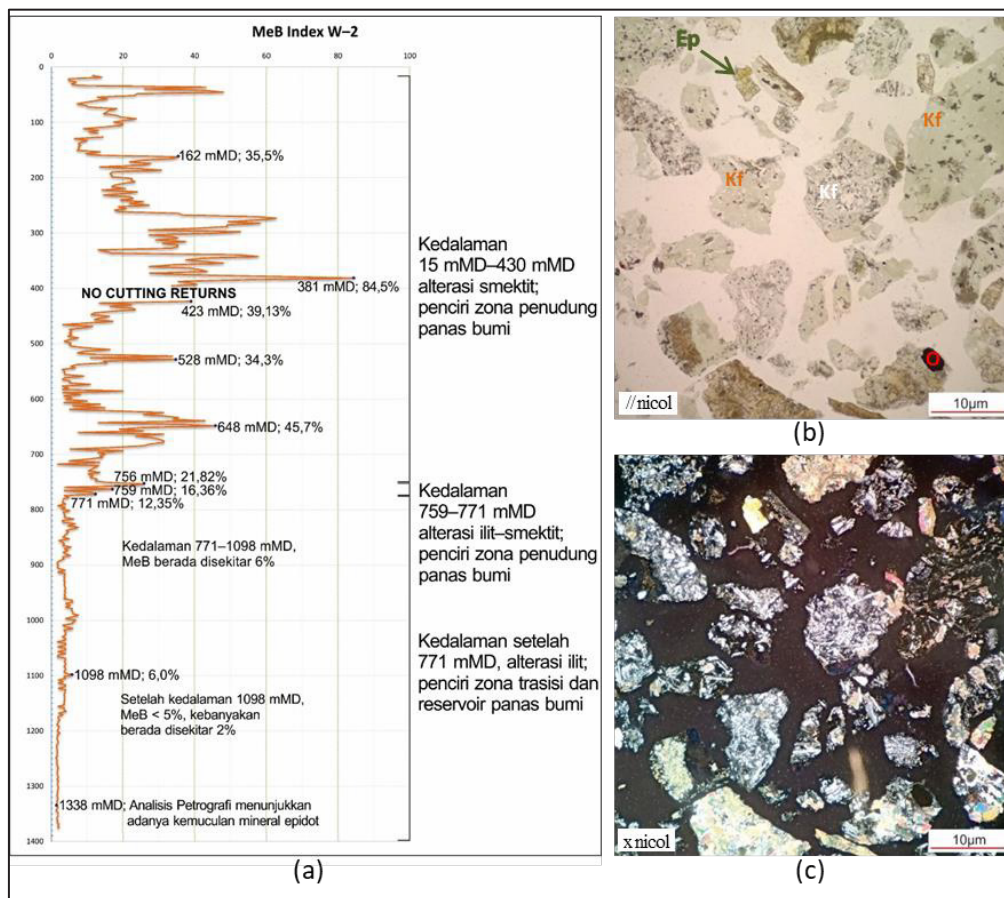 MeB Index W–2
0 20 40 60 80 100
0
100
200
300
400
500
600
700
800
900
1000
1100
1200
1300
1400
162 mMD; 35,5%
381 mMD; 84,5%
NO CUTTING RETURNS
423 mMD; 39,13%
528 mMD; 34,3%
648 mMD; 45,7%
756 mMD; 21,82%
759 mMD; 16,36%
771 mMD; 12,35%
Kedalaman 771–1098 mMD,
MeB berada disekitar 6%
1098 mMD; 6,0%
Setelah kedalaman 1098 mMD,
MeB < 5%, kebanyakan
berada disekitar 2%
1338 mMD; Analisis Petrografi menunjukkan
adanya kemuculan mineral epidot
Kedalaman
15 mMD–430 mMD
alterasi smektit;
penciri zona penudung
panas bumi
Kedalaman
759–771 mMD
alterasi ilit–smektit;
penciri zona penudung
panas bumi
Kedalaman setelah
771 mMD, alterasi ilit;
penciri zona trasisi dan
reservoir panas bumi
(a)
Ep
Kf
Kf
Kf
O
//nicol
10µm
(b)
x nicol
10µm
(c)